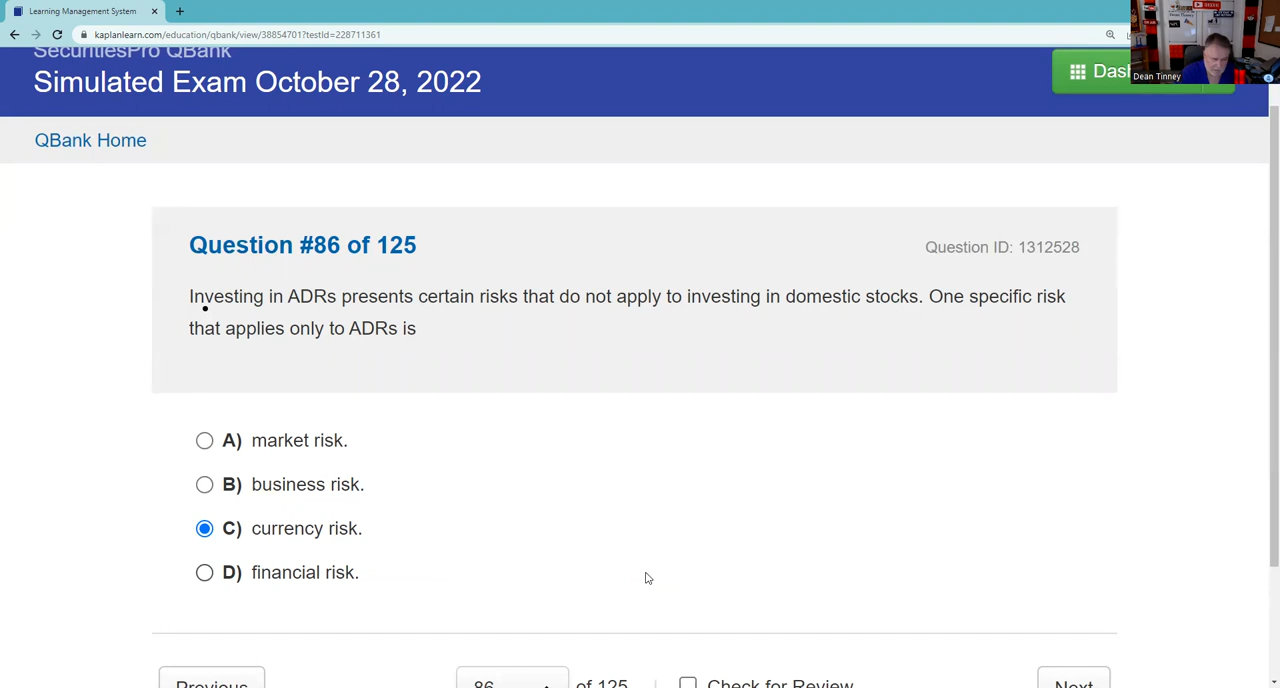 Learning Management System
kaplanlearn.com/education/qbank/view/38854701?testId=228711361
SecuritiesPro QBank
Simulated Exam October 28, 2022
Dash
Dean Tinney
QBank Home
Question #86 of 125
Question ID: 1312528
Investing in ADRs presents certain risks that do not apply to investing in domestic stocks. One specific risk
that applies only to ADRs is
A) market risk.
B) business risk.
C) currency risk.
D) financial risk.
Previous
86 of 125
Check for Review
Next